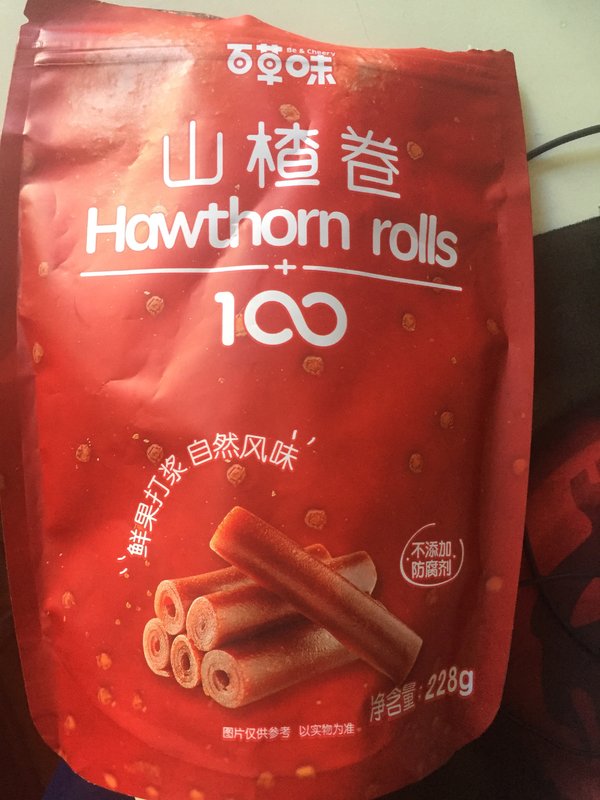 Be & Cheery
百草味
山楂卷
Hawthorn rolls
100
鲜果打浆 自然风味
不添加
防腐剂
净含量:228g
图片仅供参考 以实物为准